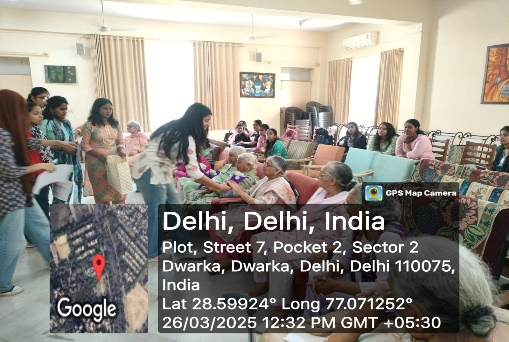 GPS Map Camera
Delhi, Delhi, India
Plot, Street 7, Pocket 2, Sector 2
Dwarka, Dwarka, Delhi, Delhi 110075,
India
Lat 28.59924° Long 77.071252°
26/03/2025 12:32 PM GMT +05:30
Google